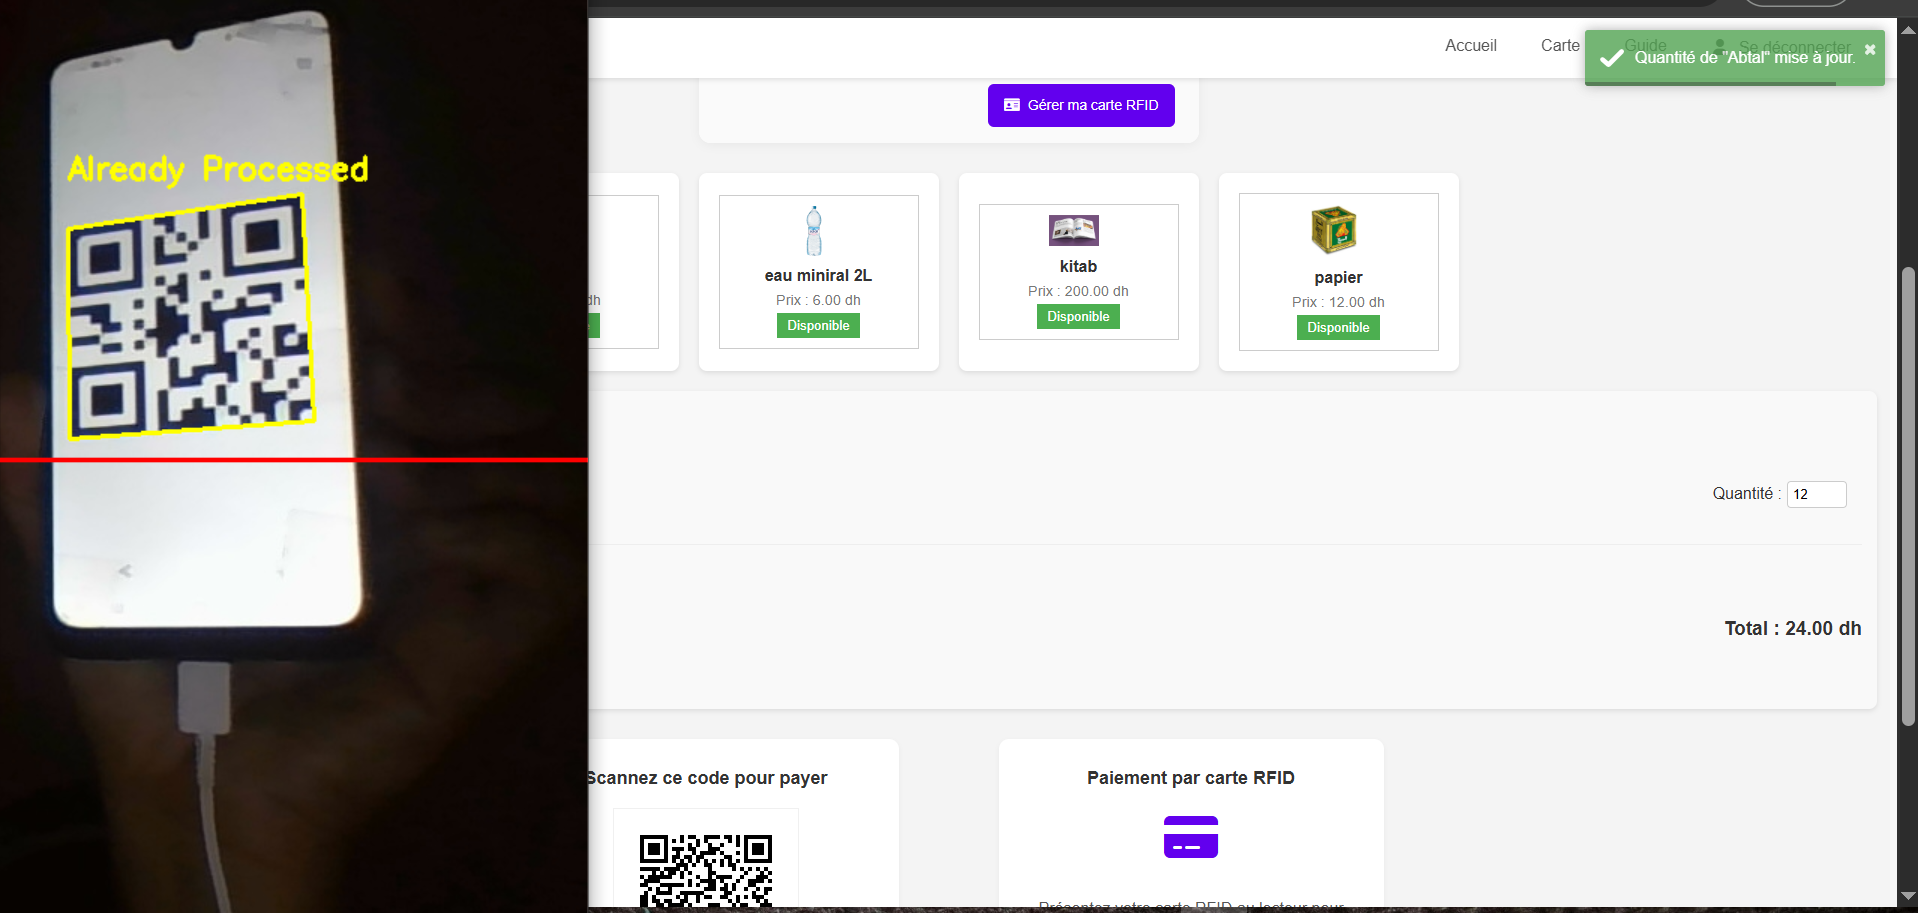 Already Processed
Accueil
Carte
Guide
Se déconnecter
Quantité de "Abtal" mise à jour.
Gérer ma carte RFID
dh
eau miniral 2L
Prix : 6.00 dh
Disponible
kitab
Prix : 200.00 dh
Disponible
papier
Prix : 12.00 dh
Disponible
Quantité : 12
Total : 24.00 dh
Scannez ce code pour payer
Paiement par carte RFID
Présentez votre carte RFID au lecteur pour